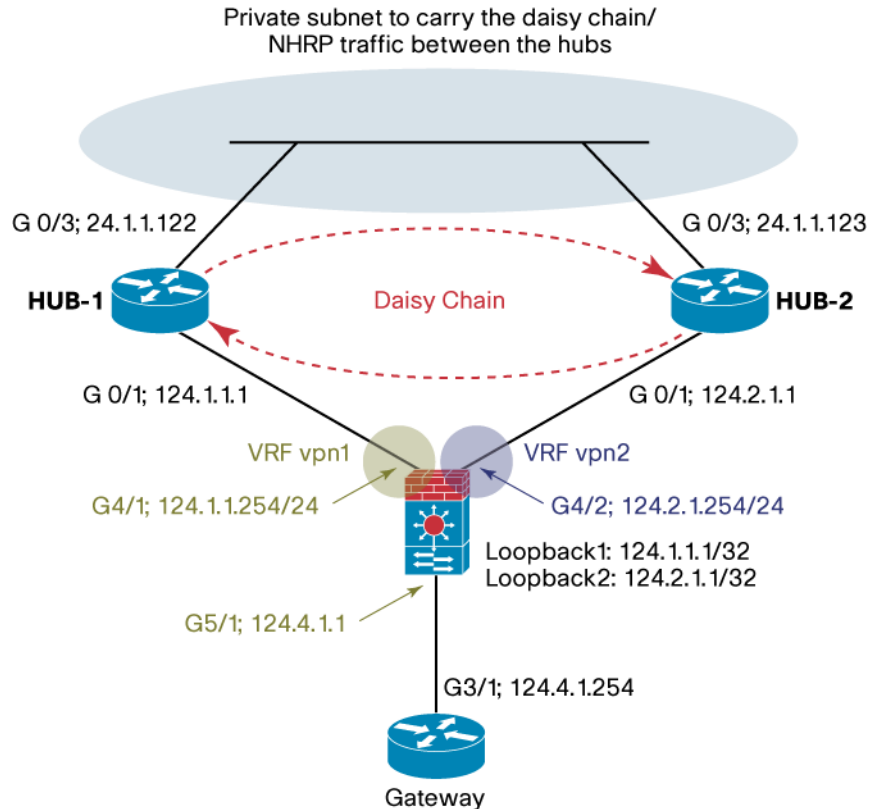 Private subnet to carry the daisy chain/
NHRP traffic between the hubs
G 0/3; 24.1.1.122
G 0/3; 24.1.1.123
HUB-1
Daisy Chain
HUB-2
G 0/1; 124.1.1.1
G 0/1; 124.2.1.1
VRF vpn1
VRF vpn2
G4/1; 124.1.1.254/24
G4/2; 124.2.1.254/24
Loopback1: 124.1.1.1/32
Loopback2: 124.2.1.1/32
G5/1; 124.4.1.1
G3/1; 124.4.1.254
Gateway